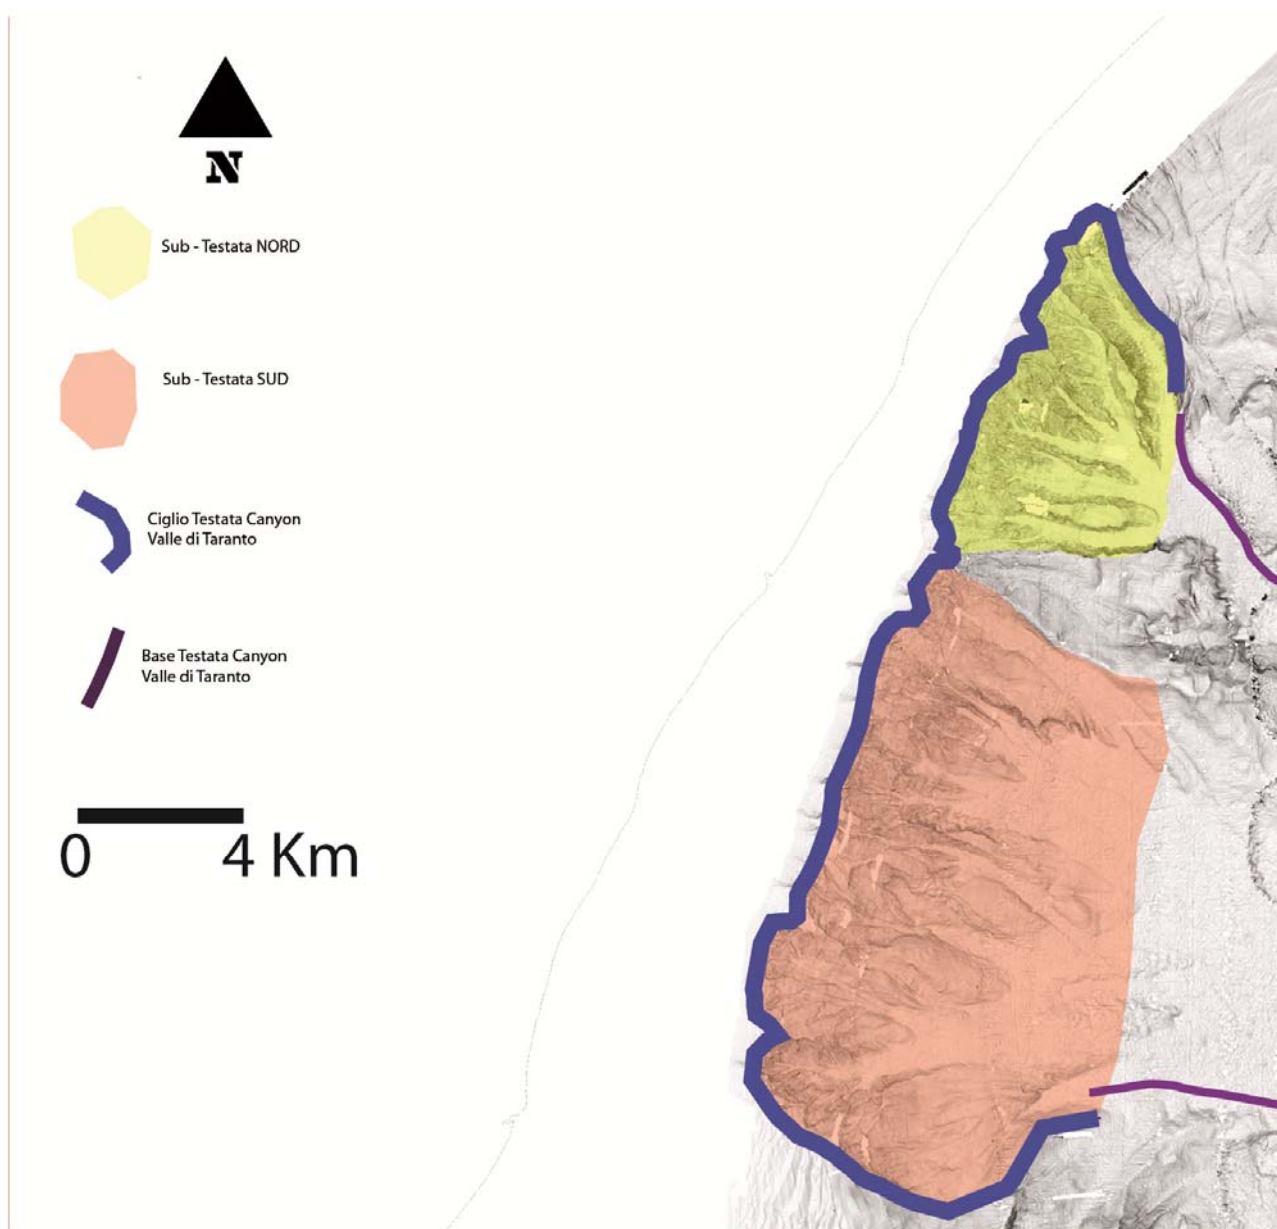 N
Sub - Testata NORD
Sub - Testata SUD
Ciglio Testata Canyon
Valle di Taranto
Base Testata Canyon
Valle di Taranto
0 4 Km